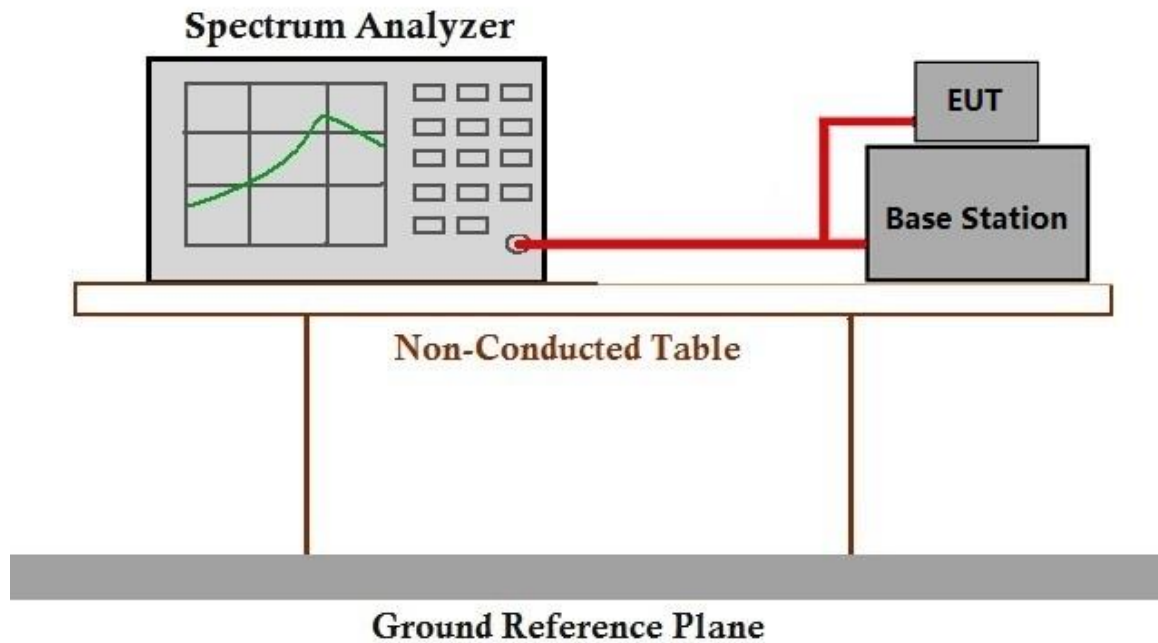 Spectrum Analyzer
EUT
Base Station
Non-Conducted Table
Ground Reference Plane